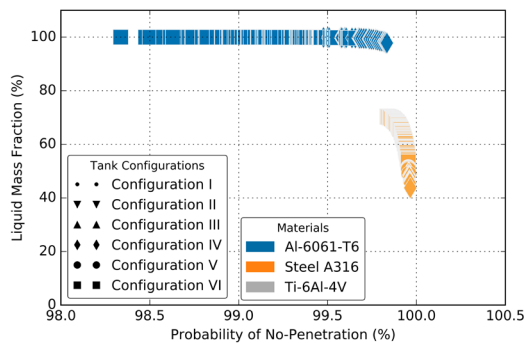 100
80
60
40
20
0
Liquid Mass Fraction (%)
Tank Configurations
Configuration I
Configuration II
Configuration III
Configuration IV
Configuration V
Configuration VI
Materials
Al-6061-T6
Steel A316
Ti-6Al-4V
98.0 98.5 99.0 99.5 100.0 100.5
Probability of No-Penetration (%)